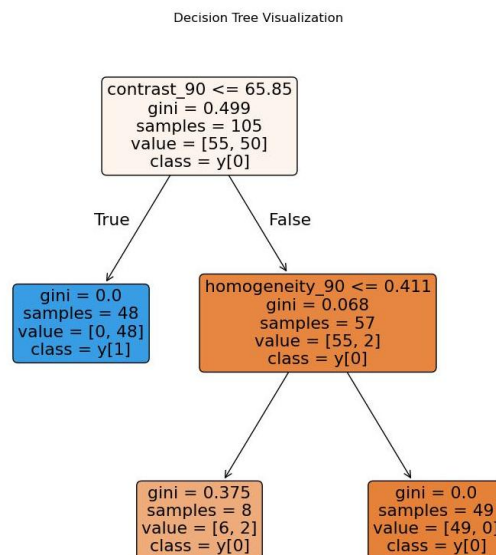 Decision Tree Visualization
contrast_90 <= 65.85
gini = 0.499
samples = 105
value = [55, 50]
class = y[0]
True
False
gini = 0.0
samples = 48
value = [0, 48]
class = y[1]
homogeneity_90 <= 0.411
gini = 0.068
samples = 57
value = [55, 2]
class = y[0]
gini = 0.375
samples = 8
value = [6, 2]
class = y[0]
gini = 0.0
samples = 49
value = [49, 0]
class = y[0]